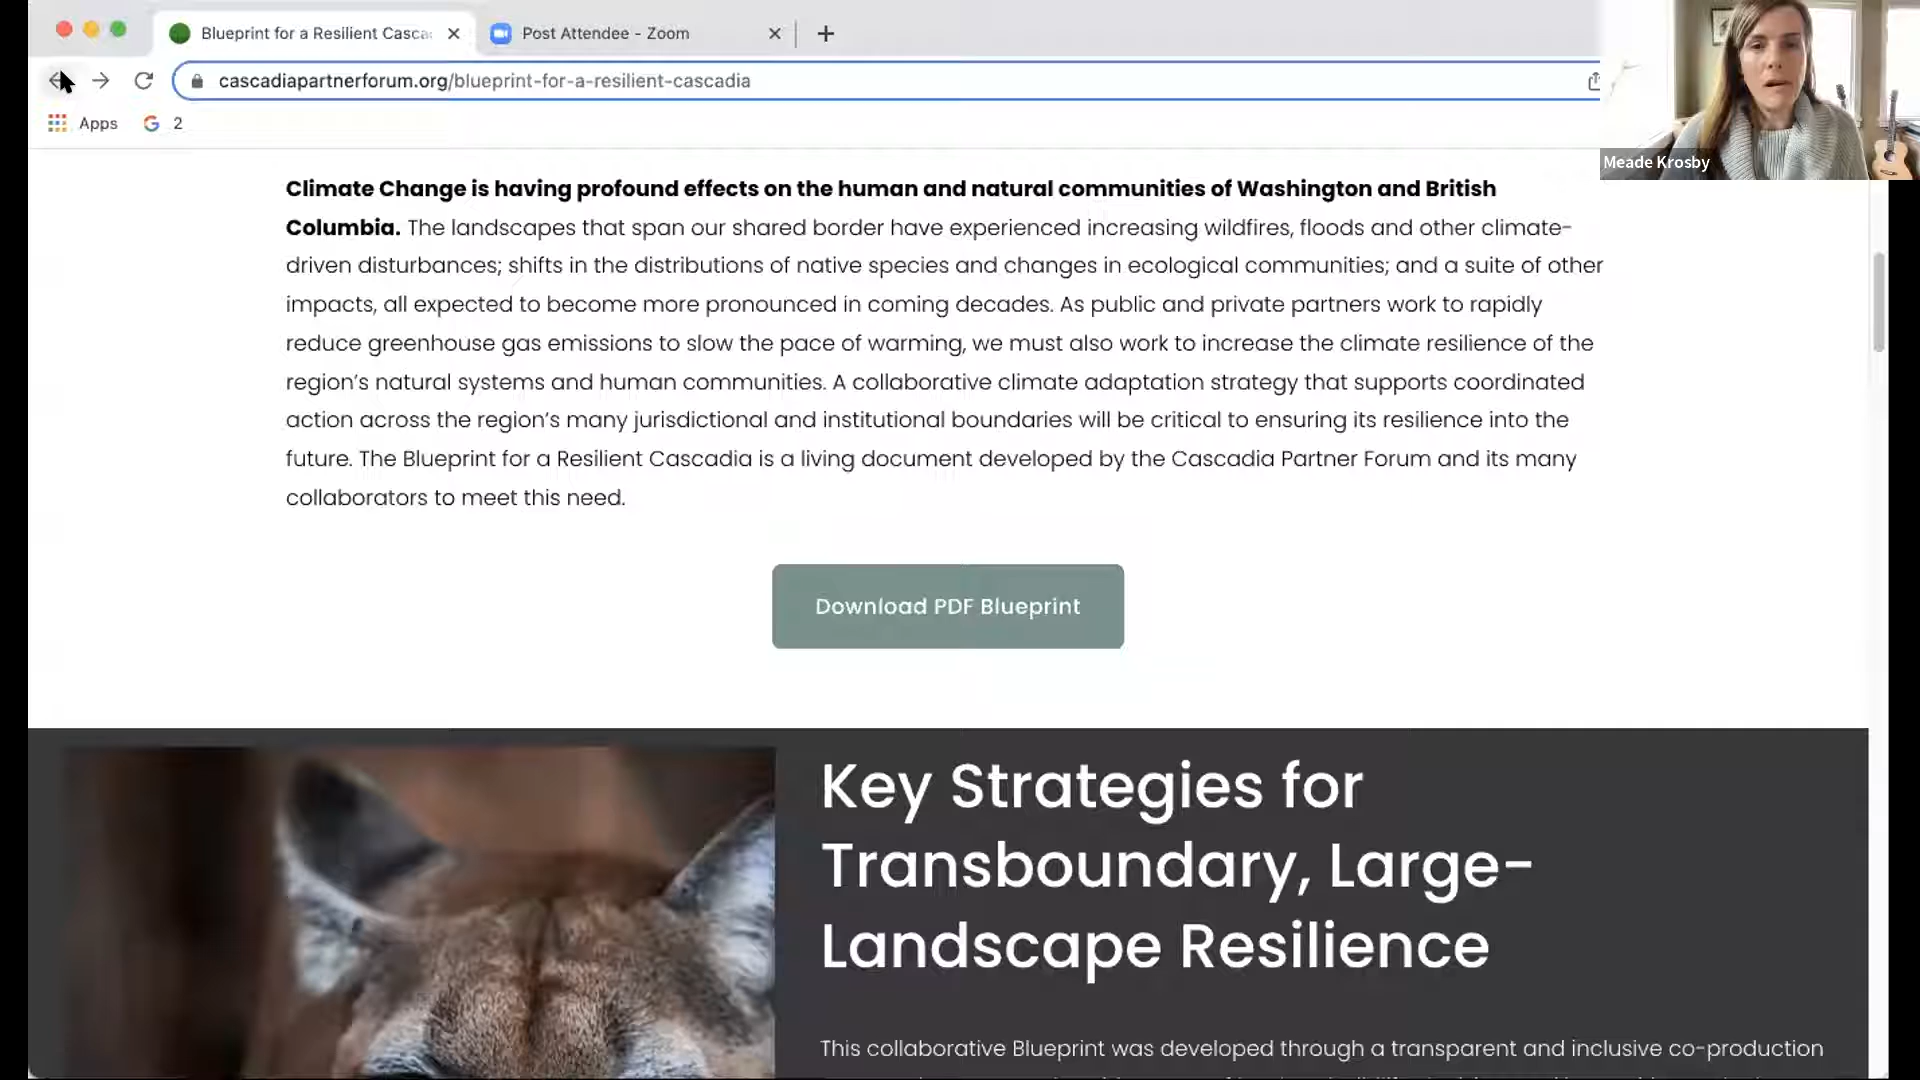 Blueprint for a Resilient Casca
Post Attendee - Zoom
cascadiapartnerforum.org/blueprint-for-a-resilient-cascadia
Apps
2
Meade Krosby
Climate Change is having profound effects on the human and natural communities of Washington and British
Columbia. The landscapes that span our shared border have experienced increasing wildfires, floods and other climate-
driven disturbances; shifts in the distributions of native species and changes in ecological communities; and a suite of other
impacts, all expected to become more pronounced in coming decades. As public and private partners work to rapidly
reduce greenhouse gas emissions to slow the pace of warming, we must also work to increase the climate resilience of the
region’s natural systems and human communities. A collaborative climate adaptation strategy that supports coordinated
action across the region’s many jurisdictional and institutional boundaries will be critical to ensuring its resilience into the
future. The Blueprint for a Resilient Cascadia is a living document developed by the Cascadia Partner Forum and its many
collaborators to meet this need.
Download PDF Blueprint
Key Strategies for
Transboundary, Large-
Landscape Resilience
This collaborative Blueprint was developed through a transparent and inclusive co-production